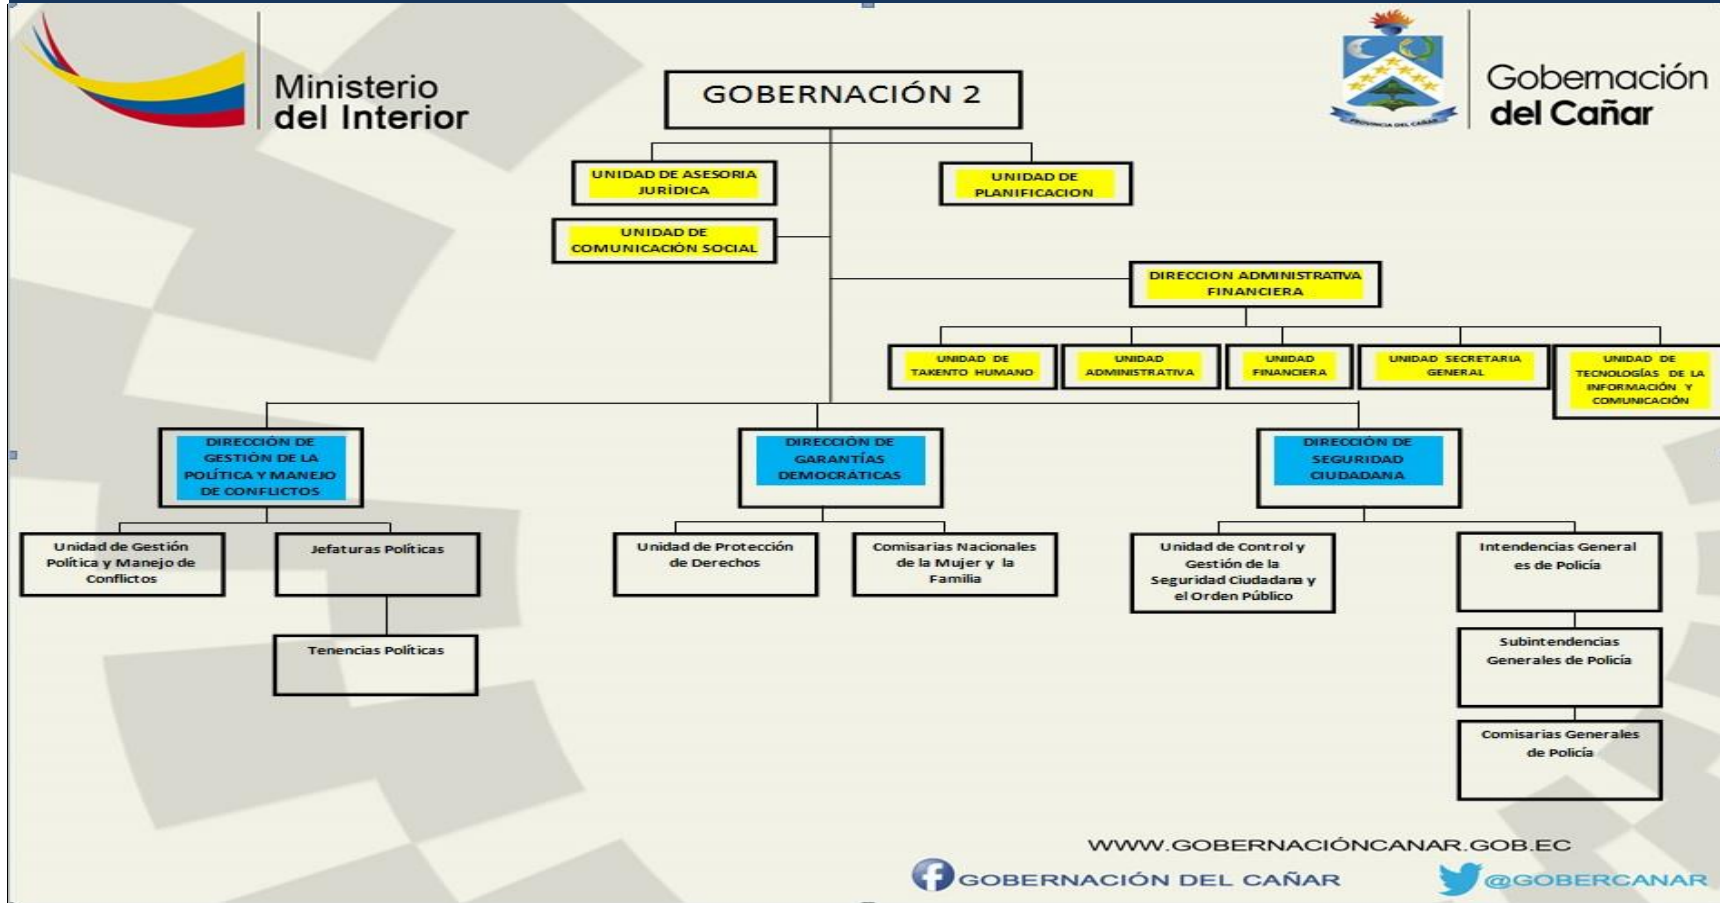 Ministerio
del Interior
GOBERNACIÓN 2
PROVINCIA DEL CAÑAR
Gobernación
del Cañar
UNIDAD DE ASESORIA
JURÍDICA
UNIDAD DE
PLANIFICACION
UNIDAD DE
COMUNICACIÓN SOCIAL
DIRECCION ADMINISTRATIVA
FINANCIERA
UNIDAD DE
TAKENTO HUMANO
UNIDAD
ADMINISTRATIVA
UNIDAD
FINANCIERA
UNIDAD SECRETARIA
GENERAL
UNIDAD DE
TECNOLOGÍAS DE LA
INFORMACIÓN Y
COMUNICACIÓN
DIRECCIÓN DE
GESTIÓN DE LA
POLÍTICA Y MANEJO
DE CONFLICTOS
DIRECCIÓN DE
GARANTÍAS
DEMOCRÁTICAS
DIRECCIÓN DE
SEGURIDAD
CIUDADANA
Unidad de Gestión
Política y Manejo de
Conflictos
Jefaturas Políticas
Unidad de Protección
de Derechos
Comisarias Nacionales
de la Mujer y la
Familia
Unidad de Control y
Gestión de la
Seguridad Ciudadana y
el Orden Público
Intendencias General
es de Policía
Tenencias Políticas
Subintendencias
Generales de Policía
Comisarias Generales
de Policía
WWW.GOBERNACIÓNCANAR.GOB.EC
GOBERNACIÓN DEL CAÑAR
@GOBERCANAR